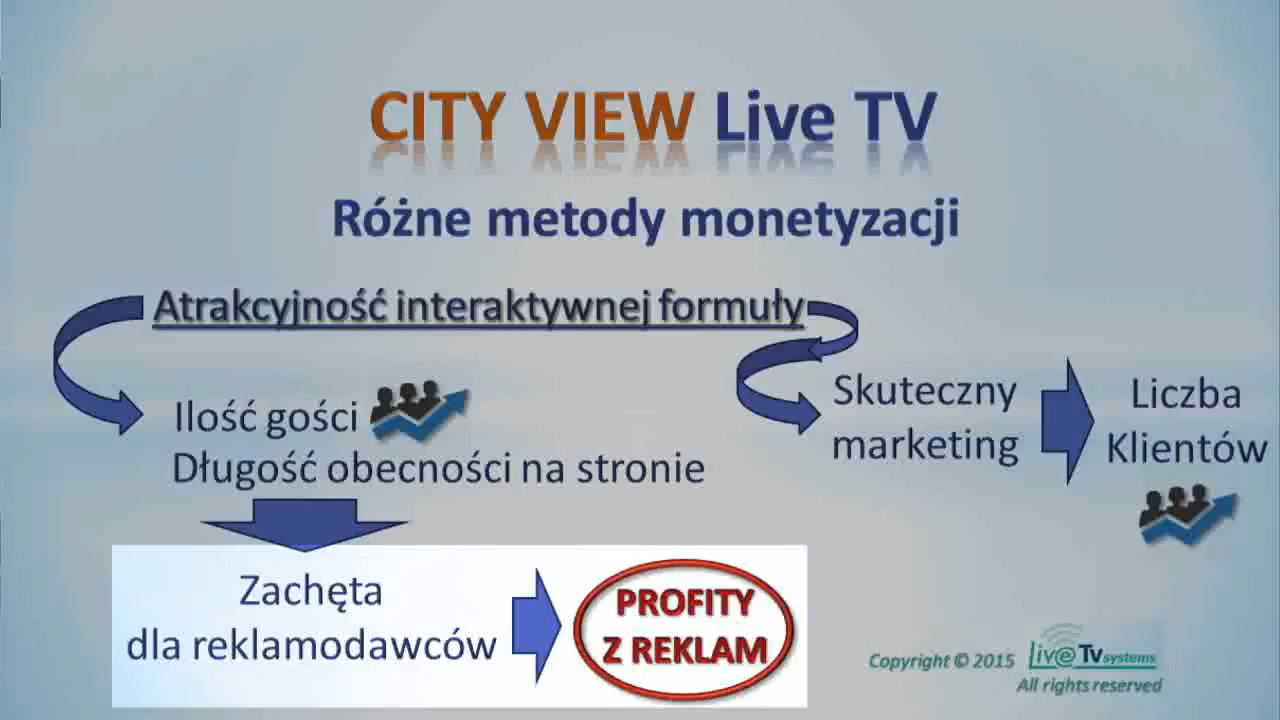 CITY VIEW Live TV
Różne metody monetyzacji
Atrakcyjność interaktywnej formuły
Ilość gości
Długość obecności na stronie
Skuteczny
marketing
Liczba
Klientów
Zachęta
dla reklamodawców
PROFITY
Z REKLAM
Copyright © 2015 Live TV systems
All rights reserved